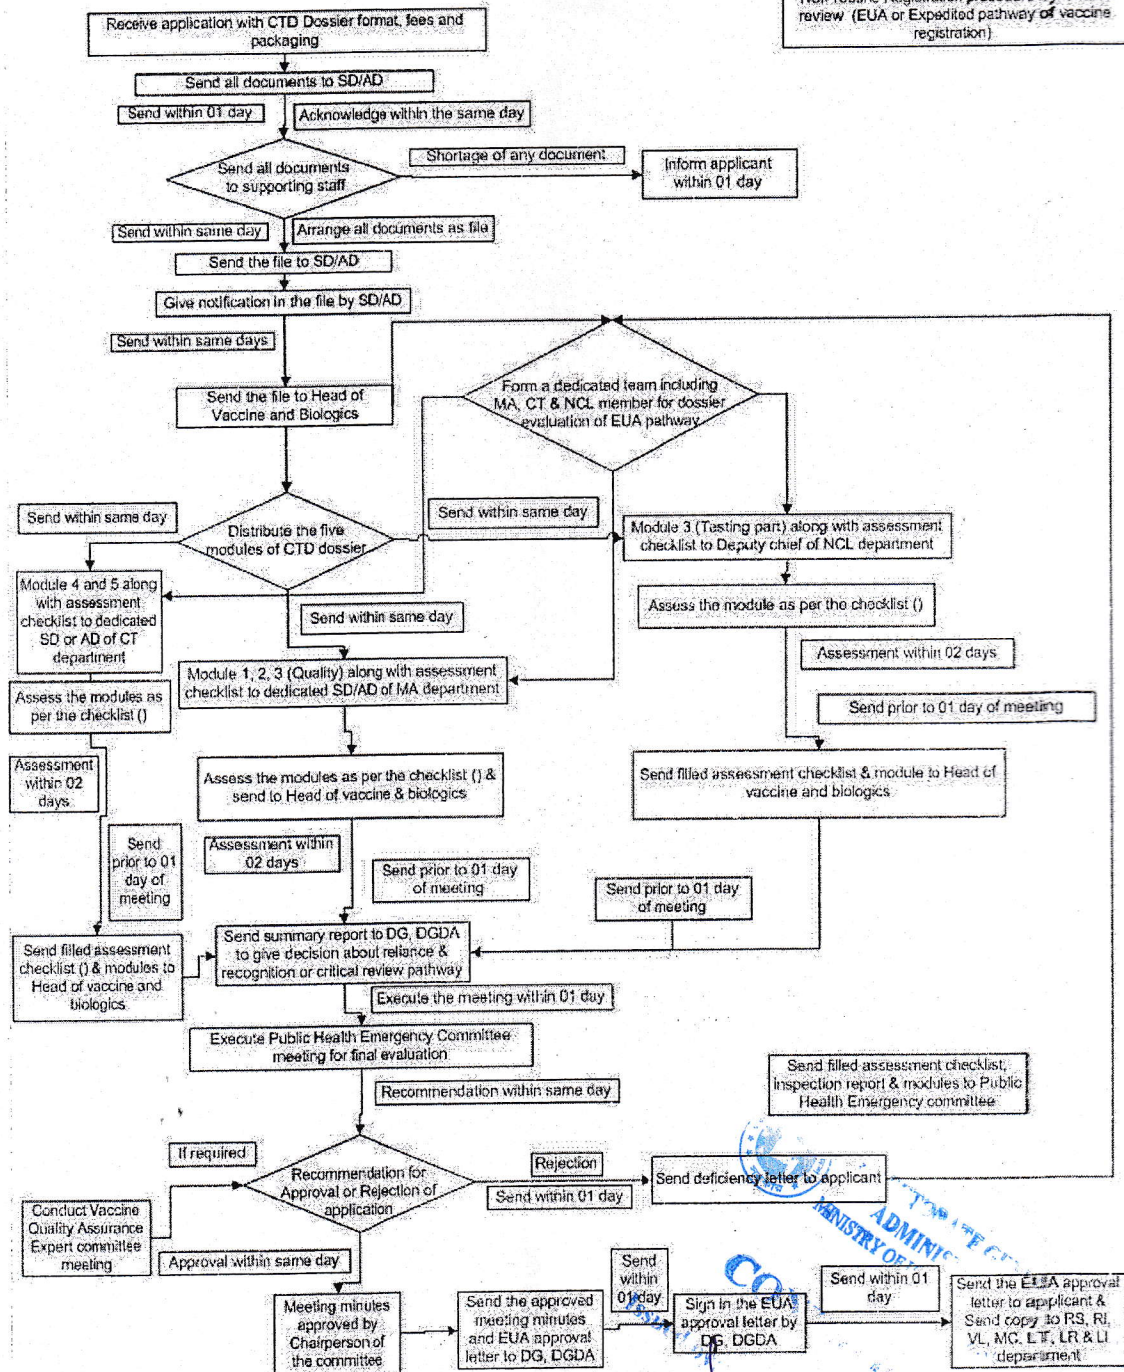 review (EUA or Expedited pathway of vaccine
registration)
Receive application with CTD Dossier format, fees and
packaging
Send all documents to SD/AD
Send within 01 day
Acknowledge within the same day
Send all documents
to supporting staff
Shortage of any document
Inform applicant
within 01 day
Send within same day
Arrange all documents as file
Send the file to SD/AD
Give notification in the file by SD/AD
Send within same days
Send the file to Head of
Vaccine and Biologics
Form a dedicated team including
MA, CT & NCL member for dossier
evaluation of EUA pathway
Send within same day
Distribute the five
modules of CTD dossier
Send within same day
Module 3 (Testing part) along with assessment
checklist to Deputy chief of NCL department
Module 4 and 5 along
with assessment
checklist to dedicated
SD or AD of CT
department
Send within same day
Assess the module as per the checklist ()
Assessment within 02 days
Module 1, 2, 3 (Quality) along with assessment
checklist to dedicated SD/AD of MA department
Assess the modules as
per the checklist ()
Send prior to 01 day of meeting
Assessment
within 02
days
Assess the modules as per the checklist () &
send to Head of vaccine & biologics
Send filled assessment checklist & module to Head of
vaccine and biologics
Send
prior to 01
day of
meeting
Assessment within
02 days
Send prior to 01 day
of meeting
Send prior to 01 day
of meeting
Send filled assessment
checklist () & modules to
Head of vaccine and
biologics
Send summary report to DG, DGDA
to give decision about reliance &
recognition or critical review pathway
Execute the meeting within 01 day
Execute Public Health Emergency Committee
meeting for final evaluation
Send filled assessment checklist,
inspection report & modules to Public
Health Emergency committee
Recommendation within same day
If required
Recommendation for
Approval or Rejection of
application
Rejection
Send within 01 day
Send deficiency letter to applicant
Conduct Vaccine
Quality Assurance
Expert committee
meeting
Approval within same day
Meeting minutes
approved by
Chairperson of
the committee
Send the approved
meeting minutes
and EUA approval
letter to DG, DGDA
Send
within
01 day
Sign in the EUA
approval letter by
DG, DGDA
Send within 01
day
Send the EUA approval
letter to applicant &
Send copy to RS, RI,
VL, MC, LT, LR & LI
department
MINISTRY OF